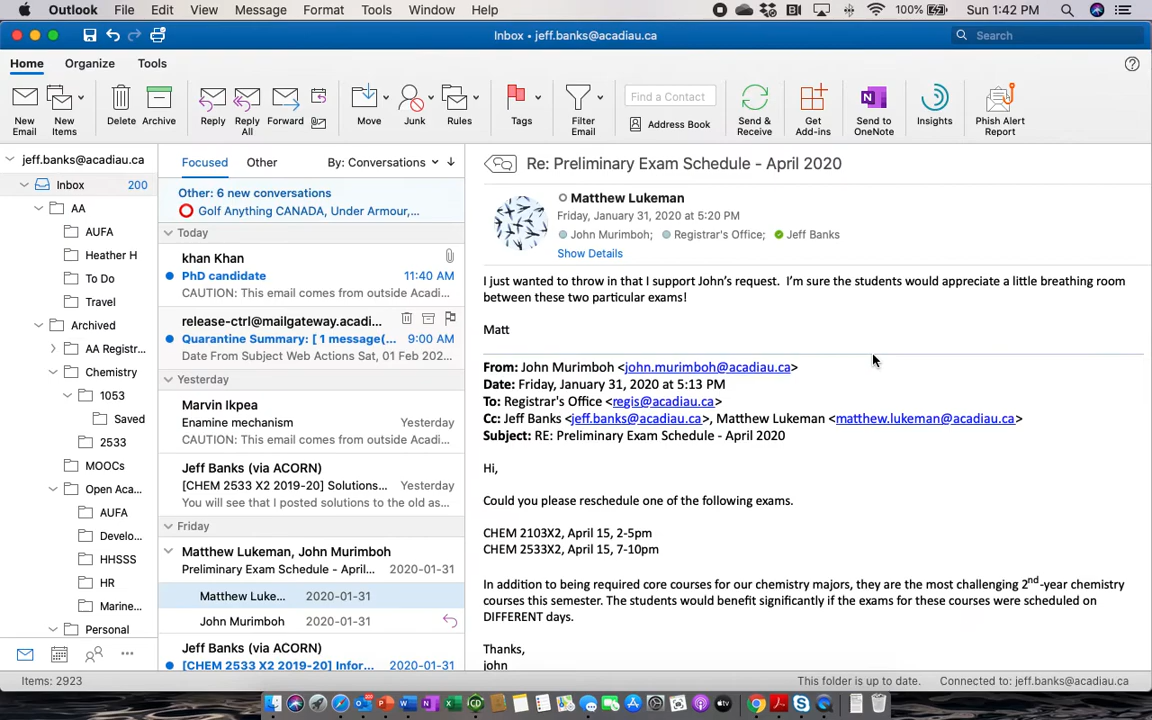 Outlook File Edit View Message Format Tools Window Help 100% Sun 1:42 PM
Inbox • jeff.banks@acadiau.ca Search
Home Organize Tools
New Email New Items Delete Archive Reply Reply All Forward Move Junk Rules Tags Filter Email Find a Contact Address Book Send & Receive Get Add-ins Send to OneNote Insights Phish Alert Report
jeff.banks@acadiau.ca
Inbox 200
AA
AUFA
Heather H
To Do
Travel
Archived
AA Registr...
Chemistry
1053
Saved
2533
MOOCs
Open Aca...
AUFA
Develo...
HHSSS
HR
Marine...
Personal
Focused Other By: Conversations
Other: 6 new conversations
Golf Anything CANADA, Under Armour,...
Today
khan Khan
PhD candidate 11:40 AM
CAUTION: This email comes from outside Acadi...
release-ctrl@mailgateway.acadi...
Quarantine Summary: [ 1 message(... 9:00 AM
Date From Subject Web Actions Sat, 01 Feb 202...
Yesterday
Marvin Ikpea
Enamine mechanism Yesterday
CAUTION: This email comes from outside Acadi...
Jeff Banks (via ACORN)
[CHEM 2533 X2 2019-20] Solutions... Yesterday
You will see that I posted solutions to the old as...
Friday
Matthew Lukeman, John Murimboh
Preliminary Exam Schedule - April... 2020-01-31
Matthew Luke... 2020-01-31
John Murimboh 2020-01-31
Jeff Banks (via ACORN)
[CHEM 2533 X2 2019-20] Infor... 2020-01-31
Re: Preliminary Exam Schedule - April 2020
Matthew Lukeman
Friday, January 31, 2020 at 5:20 PM
John Murimboh; Registrar's Office; Jeff Banks
Show Details
I just wanted to throw in that I support John's request. I'm sure the students would appreciate a little breathing room
between these two particular exams!
Matt
From: John Murimboh <john.murimboh@acadiau.ca>
Date: Friday, January 31, 2020 at 5:13 PM
To: Registrar's Office <regis@acadiau.ca>
Cc: Jeff Banks <jeff.banks@acadiau.ca>, Matthew Lukeman <matthew.lukeman@acadiau.ca>
Subject: RE: Preliminary Exam Schedule - April 2020
Hi,
Could you please reschedule one of the following exams.
CHEM 2103X2, April 15, 2-5pm
CHEM 2533X2, April 15, 7-10pm
In addition to being required core courses for our chemistry majors, they are the most challenging 2nd-year chemistry
courses this semester. The students would benefit significantly if the exams for these courses were scheduled on
DIFFERENT days.
Thanks,
john
Items: 2923 This folder is up to date. Connected to: jeff.banks@acadiau.ca